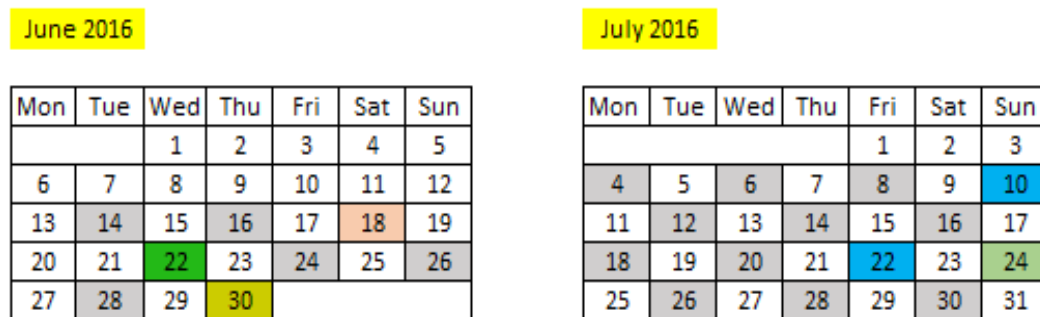 June 2016
Mon Tue Wed Thu Fri Sat Sun
1 2 3 4 5
6 7 8 9 10 11 12
13 14 15 16 17 18 19
20 21 22 23 24 25 26
27 28 29 30
July 2016
Mon Tue Wed Thu Fri Sat Sun
1 2 3
4 5 6 7 8 9 10
11 12 13 14 15 16 17
18 19 20 21 22 23 24
25 26 27 28 29 30 31